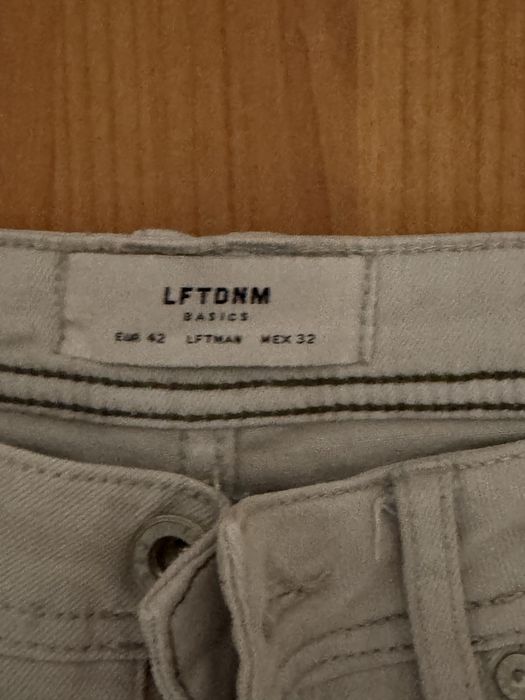 LFTDNM
BASICS
EUR 42 LFTMAN MEX 32